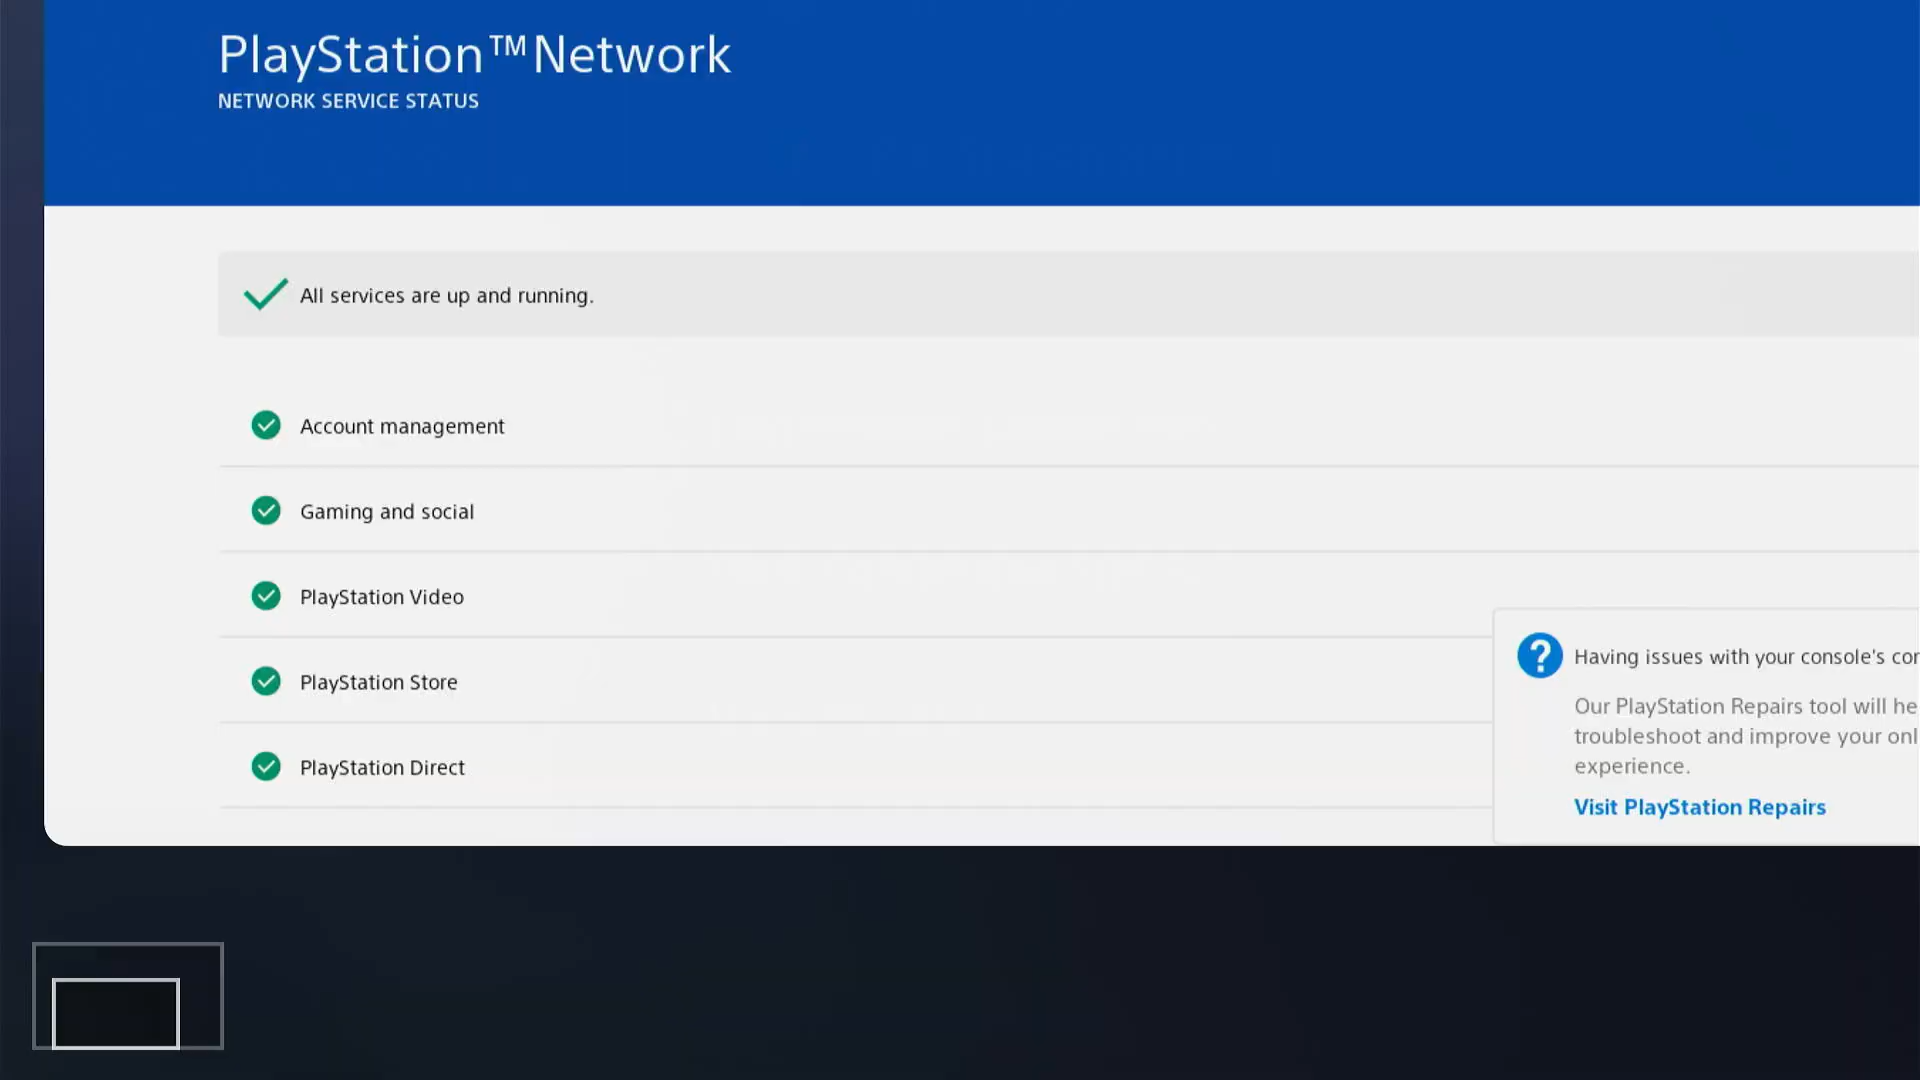 PlayStation™Network
NETWORK SERVICE STATUS
All services are up and running.
Account management
Gaming and social
PlayStation Video
PlayStation Store
PlayStation Direct
Having issues with your console's
Our PlayStation Repairs tool will
troubleshoot and improve your
experience.
Visit PlayStation Repairs